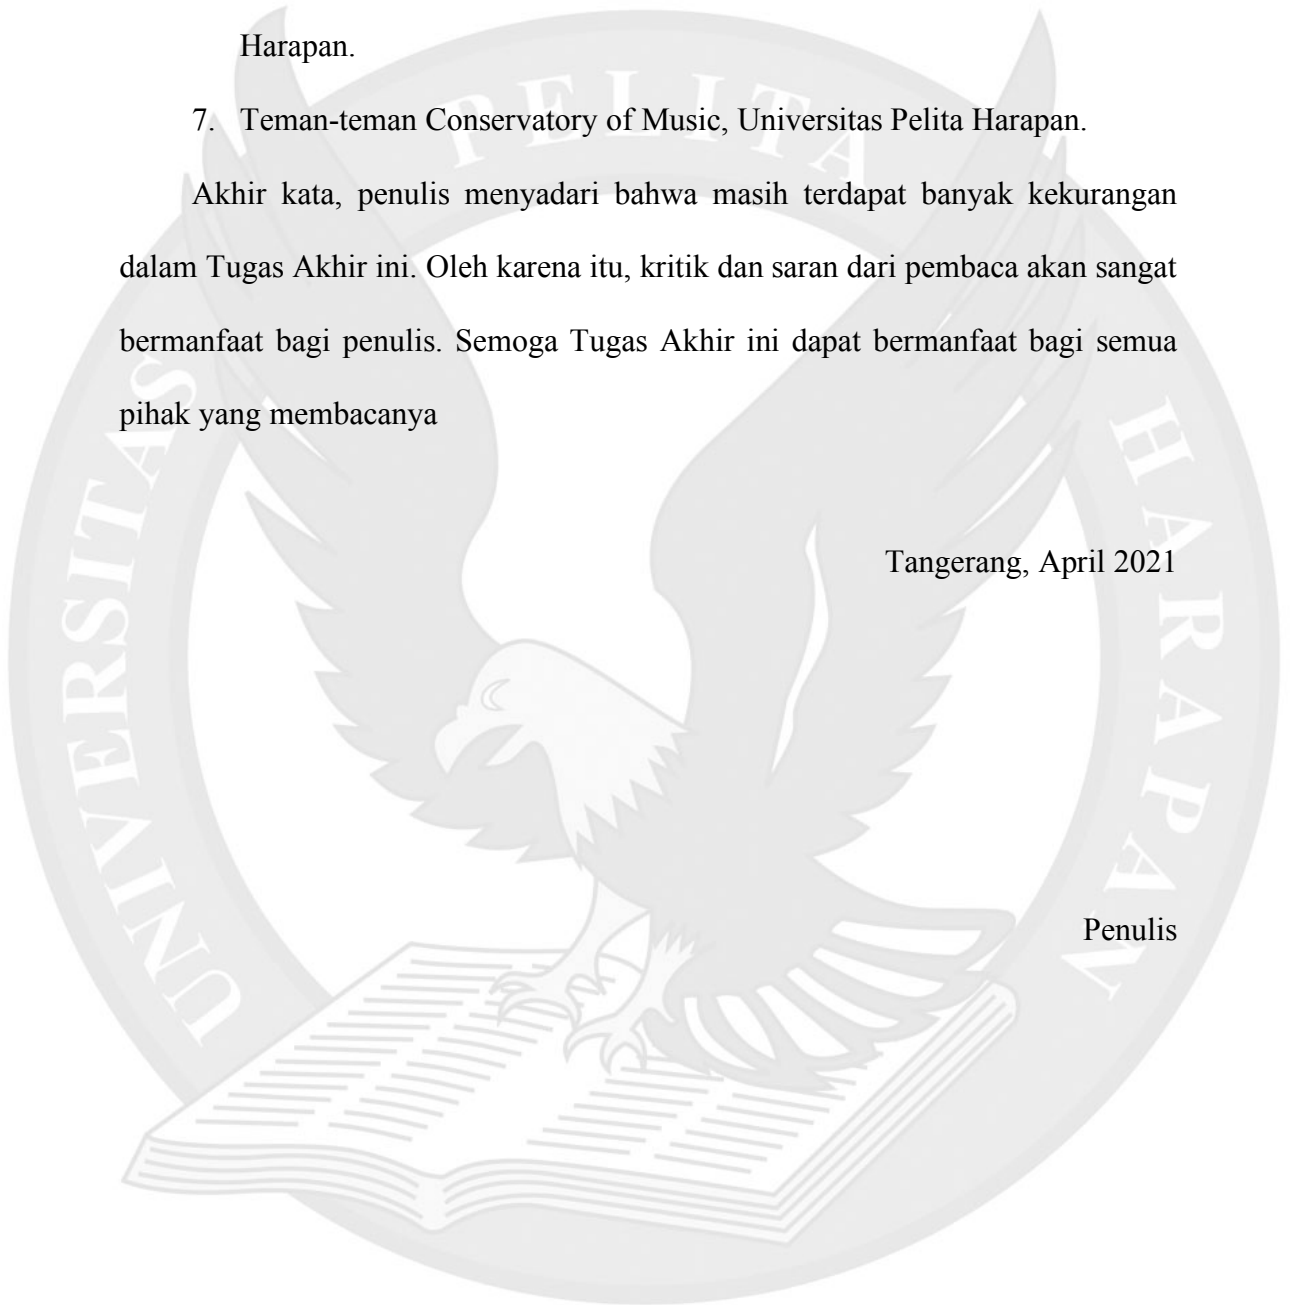 Harapan.
7. Teman-teman Conservatory of Music, Universitas Pelita Harapan.
Akhir kata, penulis menyadari bahwa masih terdapat banyak kekurangan
dalam Tugas Akhir ini. Oleh karena itu, kritik dan saran dari pembaca akan sangat
bermanfaat bagi penulis. Semoga Tugas Akhir ini dapat bermanfaat bagi semua
pihak yang membacanya
Tangerang, April 2021
Penulis
UNIVERSITAS PELITA HARAPAN